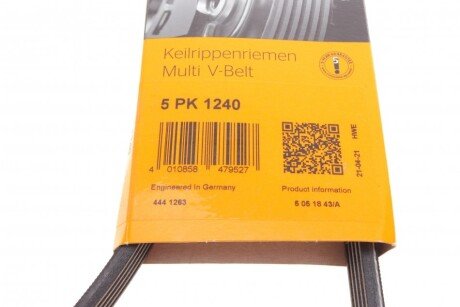 Keilrippenriemen
Multi V-Belt
5 PK 1240
4 010858 479527
HWE
21-04-21
Engineered in Germany
Product information
444 1263
5 05 18 43/A